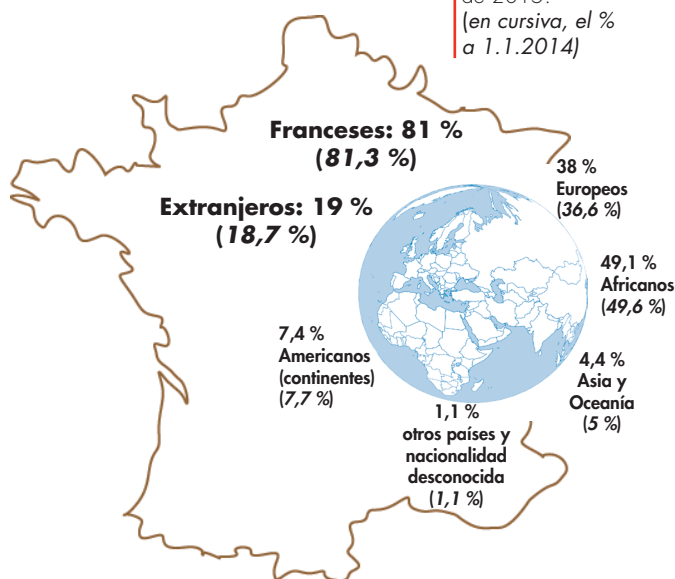 de 2015.
(en cursiva, el %
a 1.1.2014)
Franceses: 81 %
(81,3 %)
Extranjeros: 19 %
(18,7 %)
38 %
Europeos
(36,6 %)
49,1 %
Africanos
(49,6 %)
7,4 %
Americanos
(continentes)
(7,7 %)
4,4 %
Asia y
Oceanía
(5 %)
1,1 %
otros países y
nacionalidad
desconocida
(1,1 %)